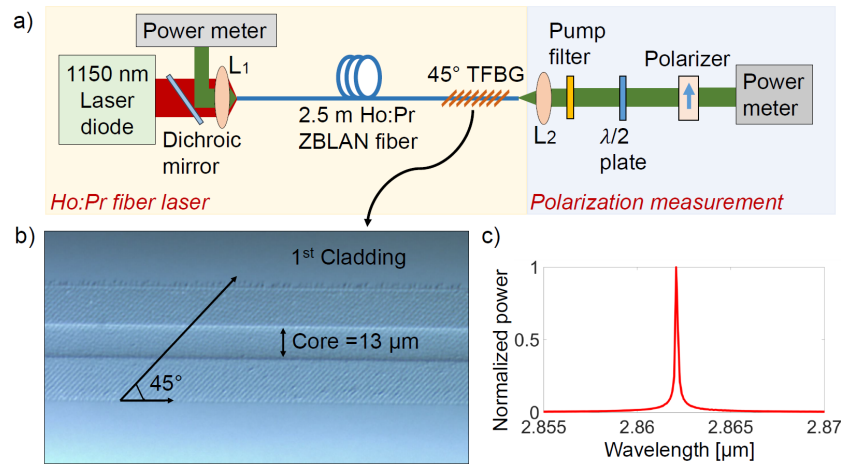 a)
Power meter
1150 nm
Laser
diode
L1
Dichroic
mirror
2.5 m Ho:Pr
ZBLAN fiber
45° TFBG
Ho:Pr fiber laser
Pump
filter
L2
λ/2
plate
Polarizer
Power
meter
Polarization measurement
b)
1st Cladding
Core =13 μm
45°
c)
Normalized power
1
0.5
0
2.855
2.86
2.865
2.87
Wavelength [μm]